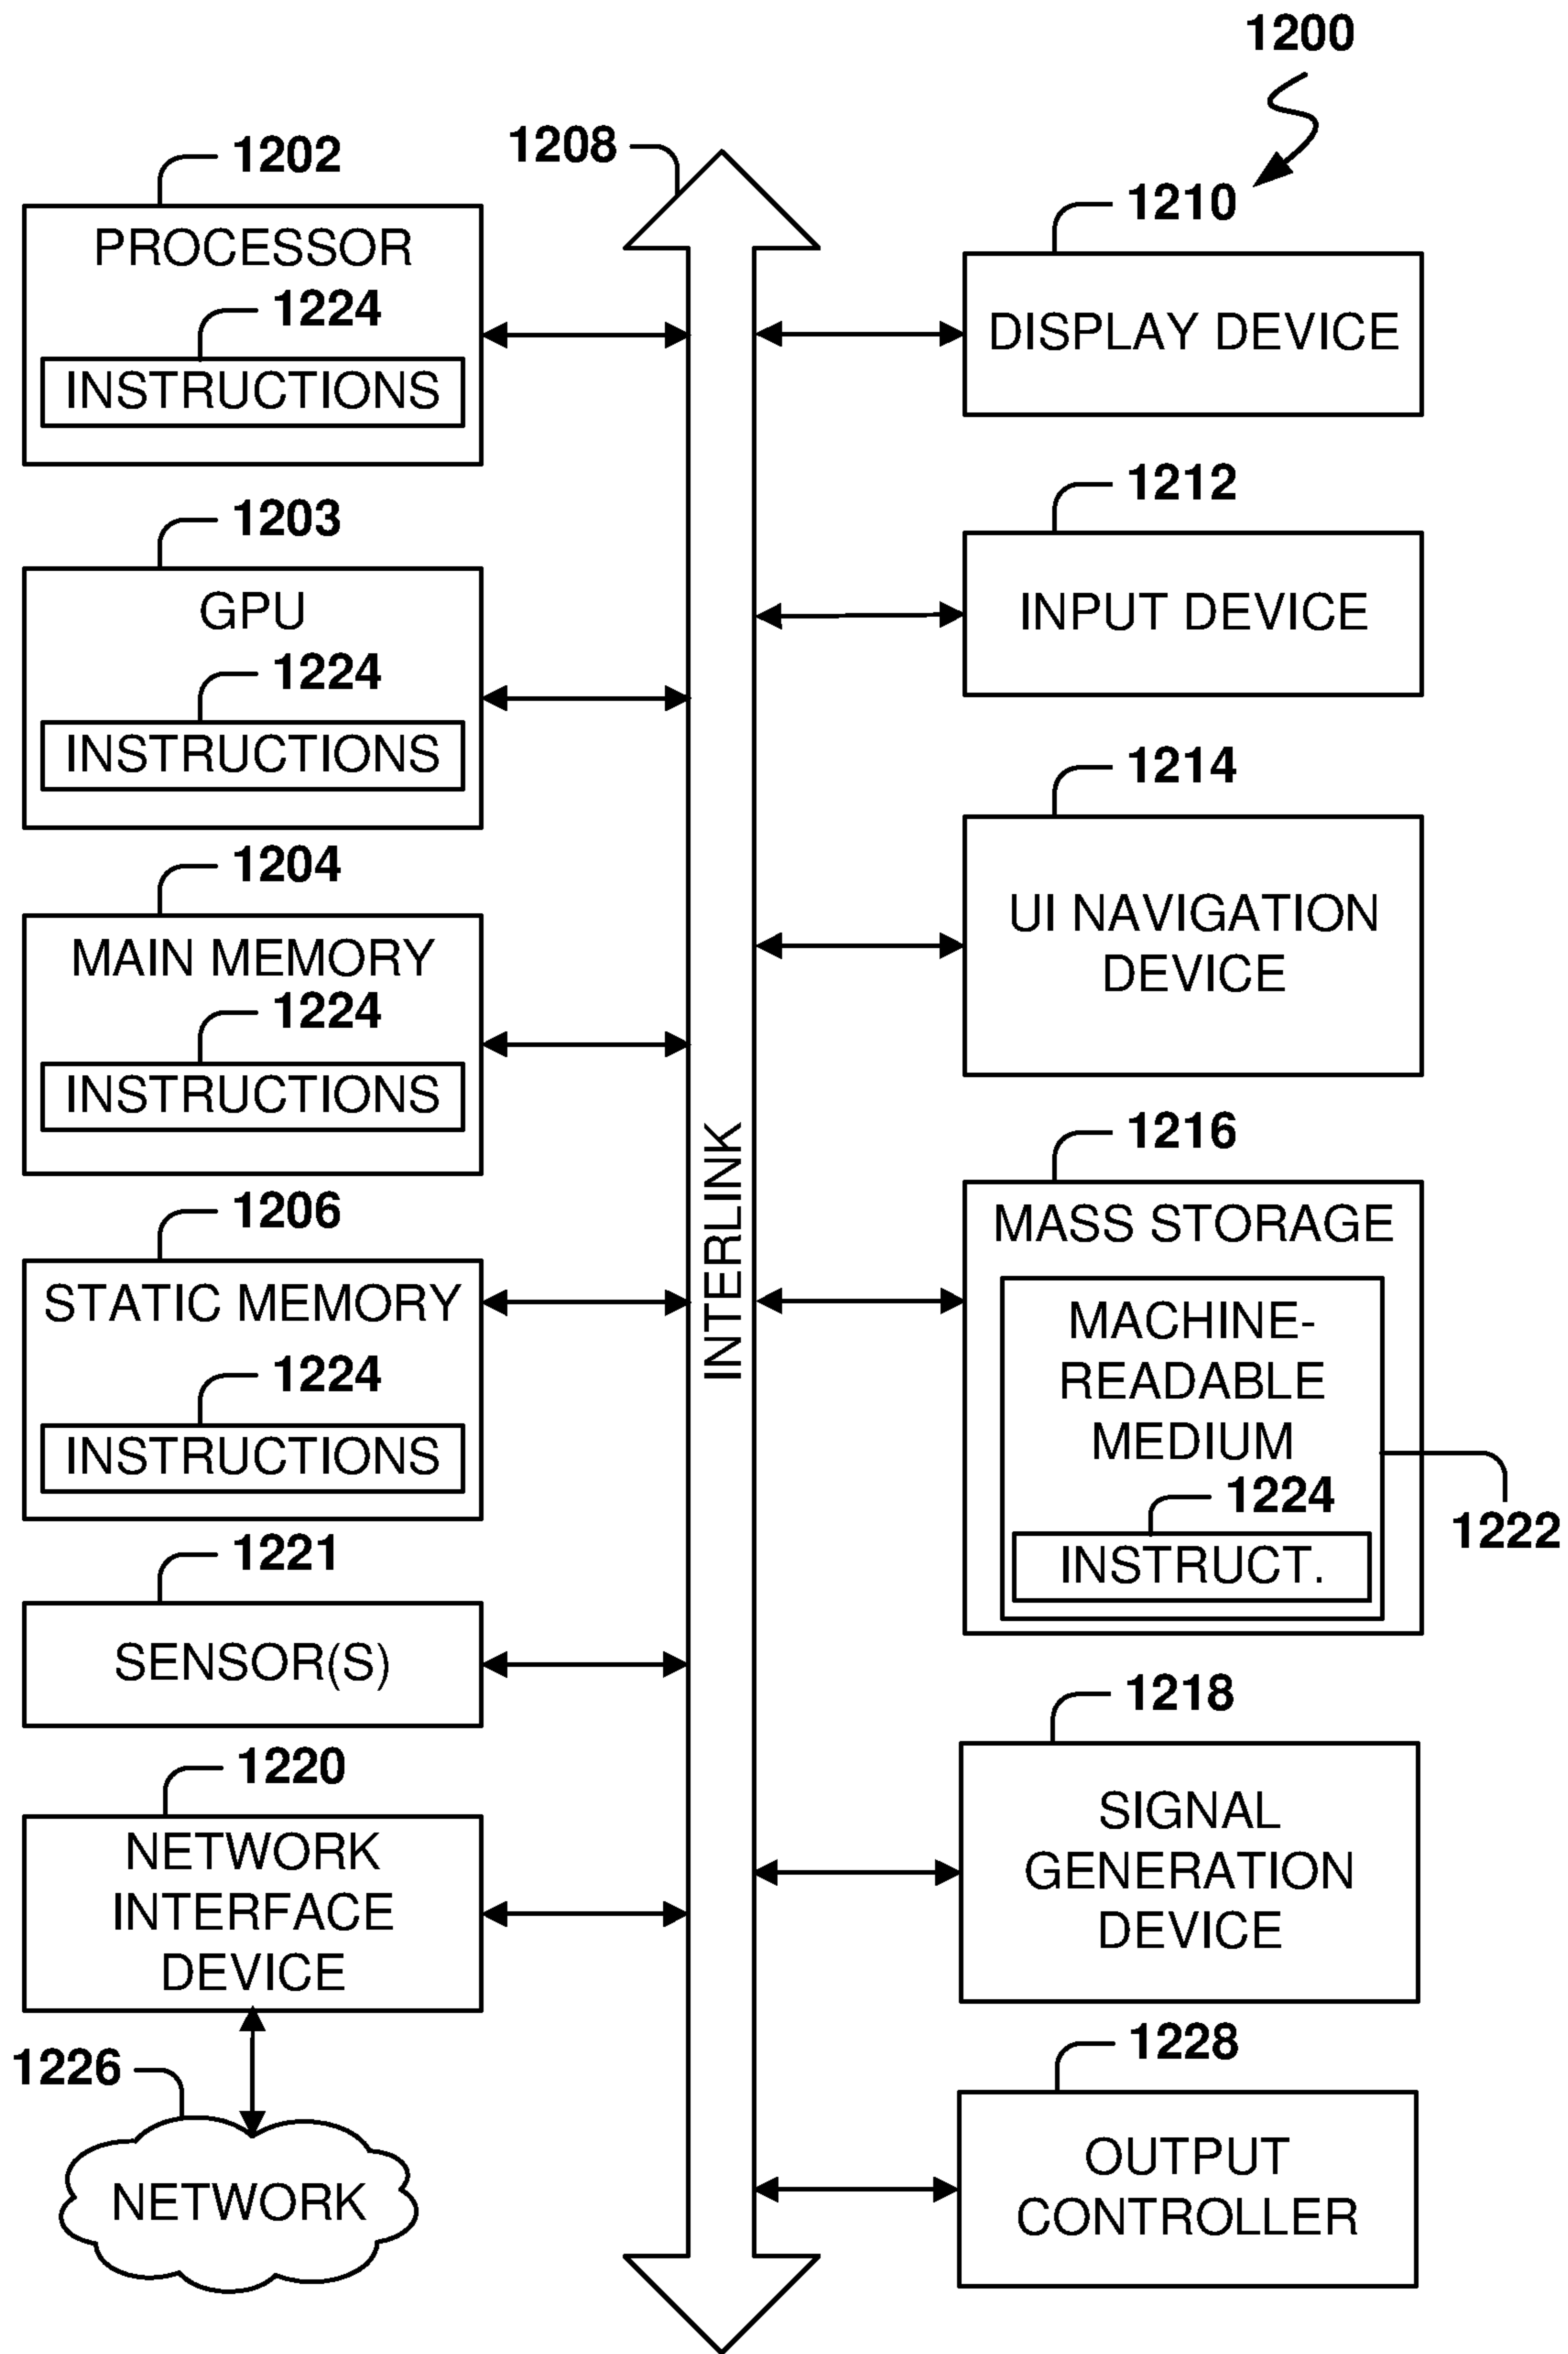 1200
1202
PROCESSOR
1224
INSTRUCTIONS
1203
GPU
1224
INSTRUCTIONS
1204
MAIN MEMORY
1224
INSTRUCTIONS
1206
STATIC MEMORY
1224
INSTRUCTIONS
1221
SENSOR(S)
1220
NETWORK
INTERFACE
DEVICE
1226
NETWORK
1208
INTERLINK
1210
DISPLAY DEVICE
1212
INPUT DEVICE
1214
UI NAVIGATION
DEVICE
1216
MASS STORAGE
MACHINE-
READABLE
MEDIUM
1224
INSTRUCT.
1222
1218
SIGNAL
GENERATION
DEVICE
1228
OUTPUT
CONTROLLER